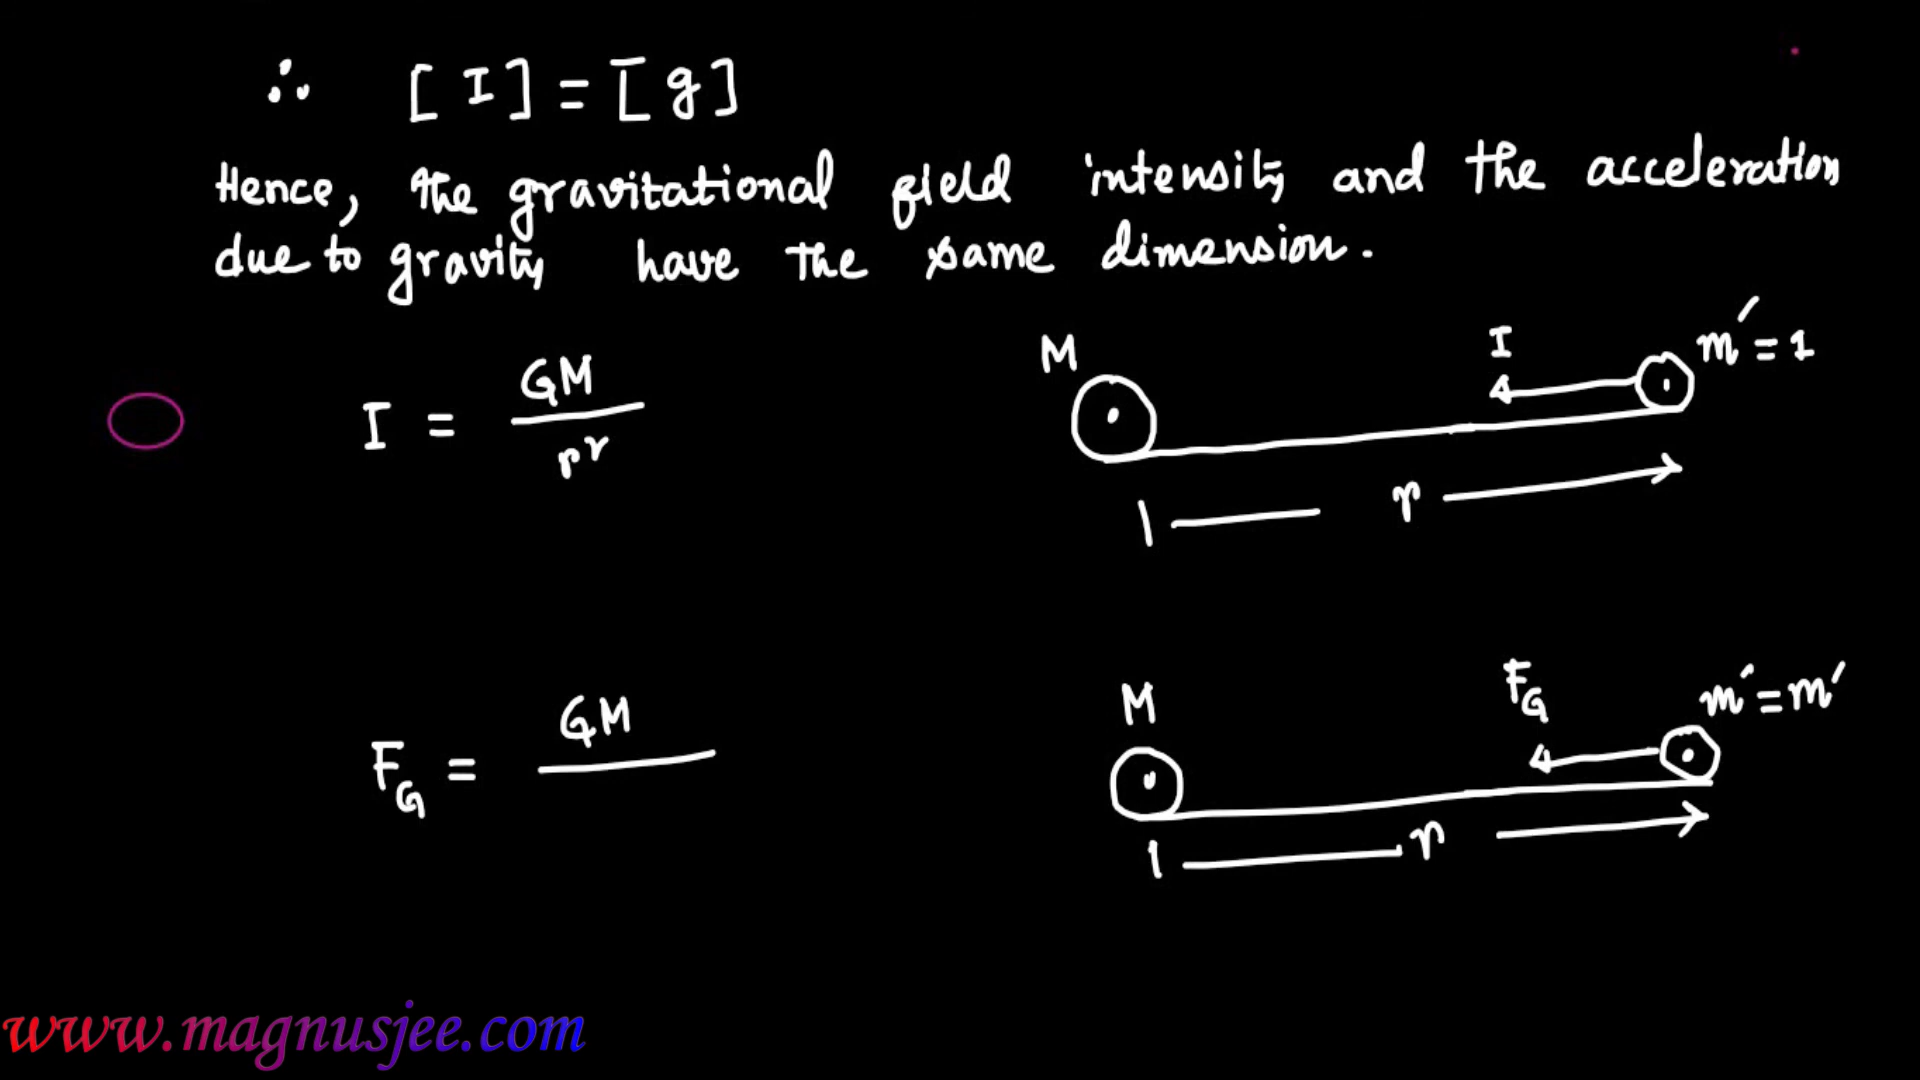 ∴ [I] = [g]
Hence, the gravitational field intensity and the acceleration
due to gravity have the same dimension.
I = GM / r²
M I m' = 1
r
F_G = GM
M F_G m' = m'
r
www.magnusjee.com